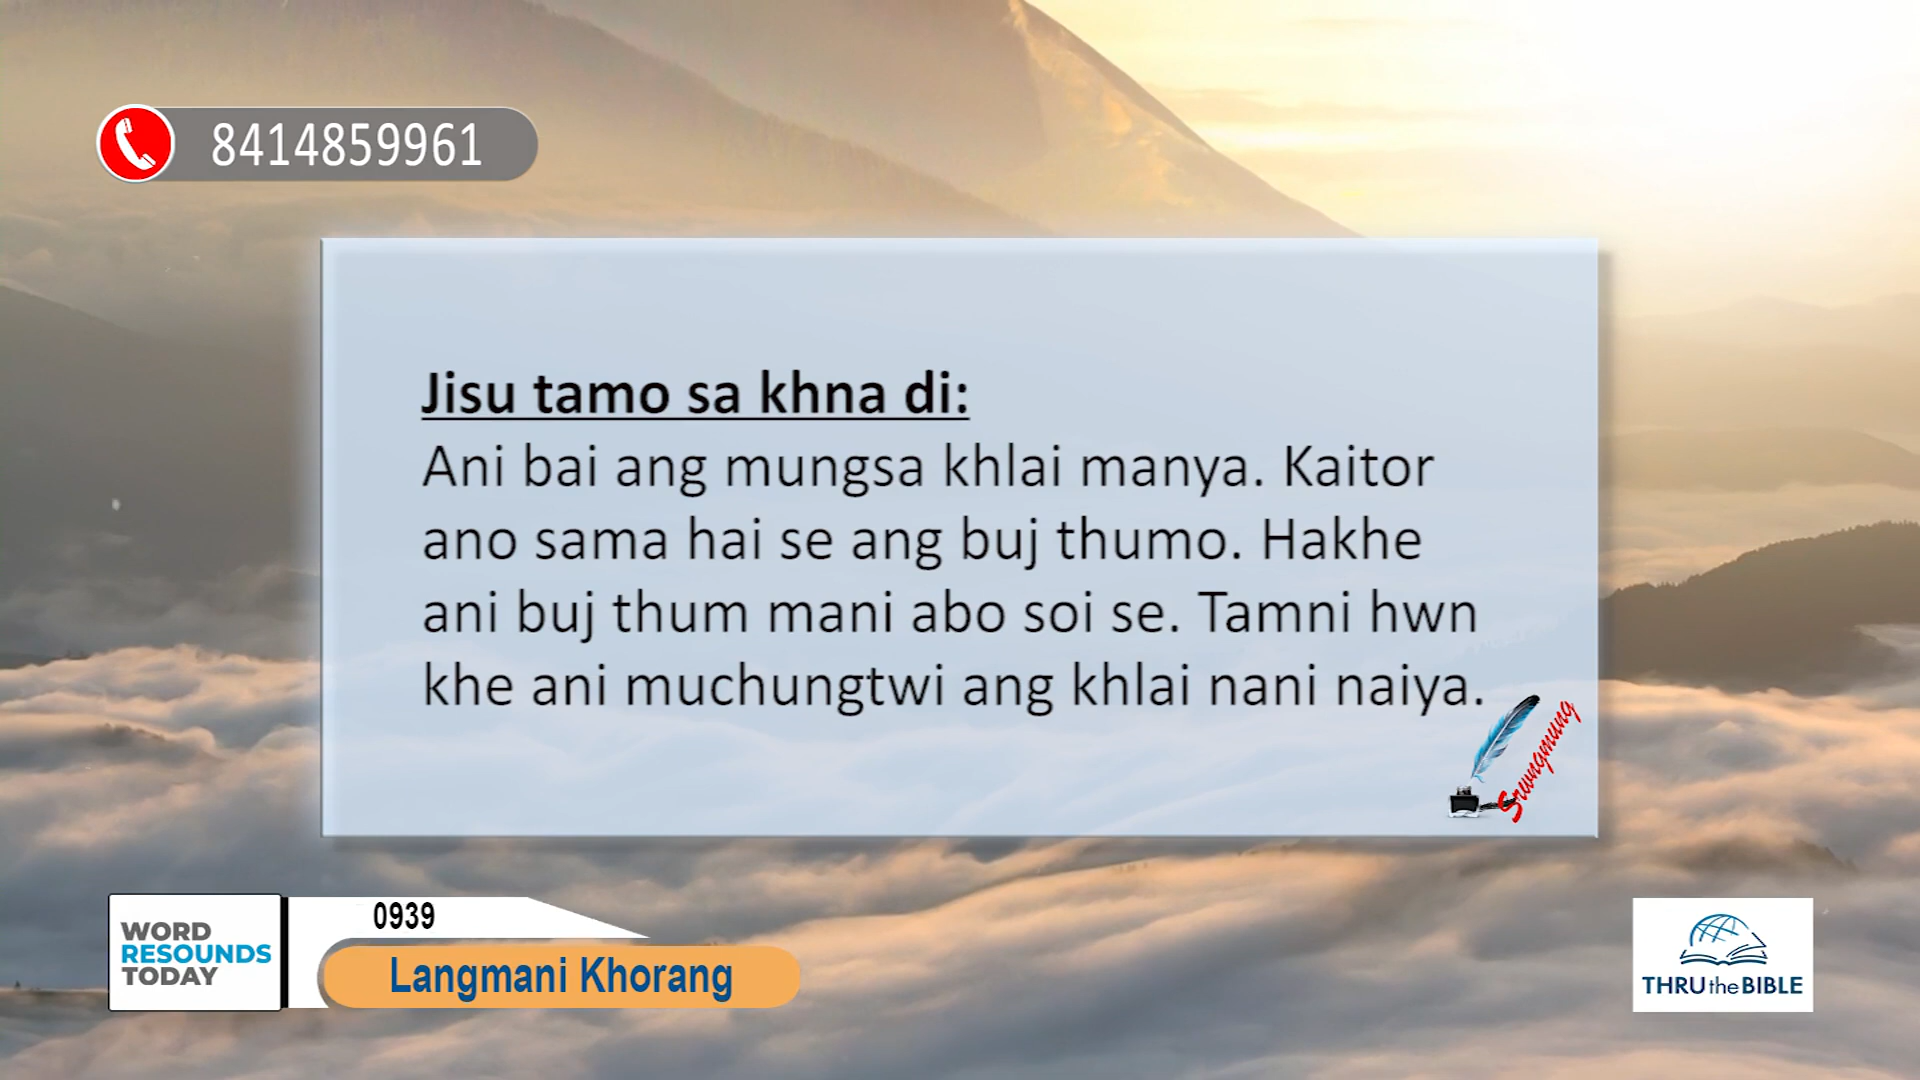 8414859961
Jisu tamo sa khna di:
Ani bai ang mungsa khlai manya. Kaitor
ano sama hai se ang buj thumo. Hakhe
ani buj thum mani abo soi se. Tamni hwn
khe ani muchungtwi ang khlai nani naiya.
Srwngmung
WORD
RESOUNDS
TODAY
0939
Langmani Khorang
THRU the BIBLE